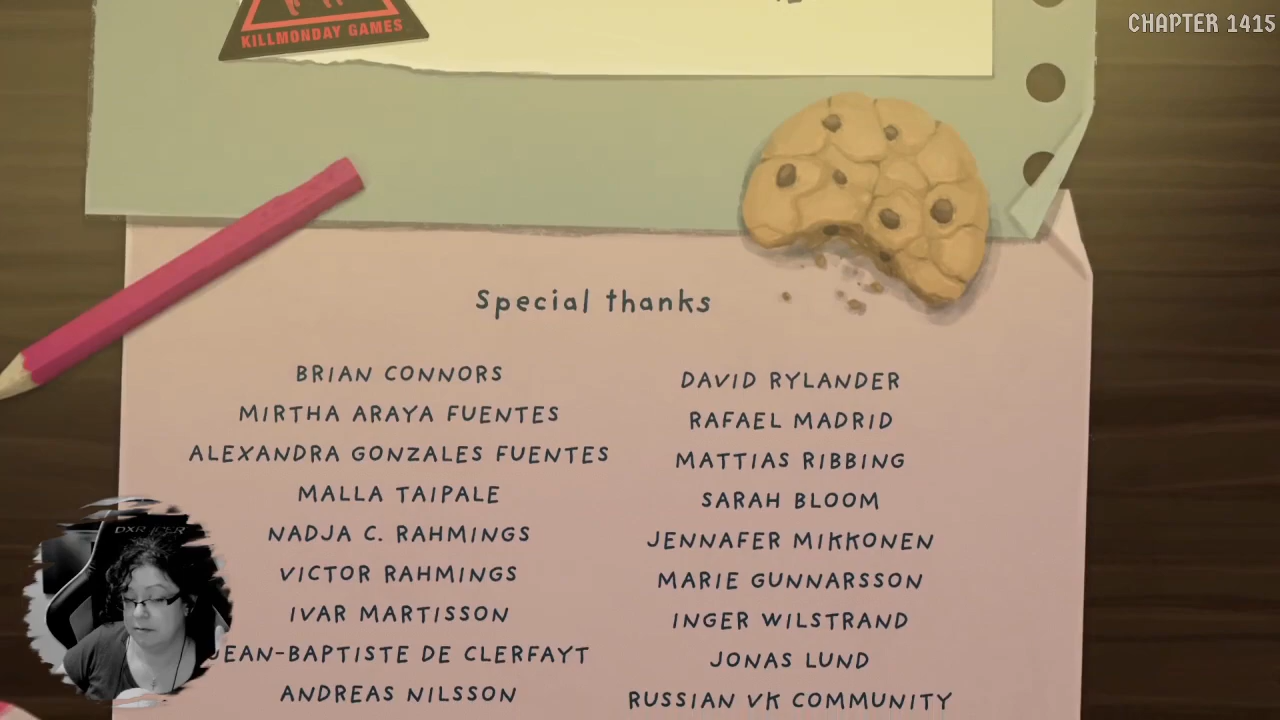 KILLMONDAY GAMES
CHAPTER 1415
Special thanks
BRIAN CONNORS
MIRTHA ARAYA FUENTES
ALEXANDRA GONZALES FUENTES
MALLA TAIPALE
NADJA C. RAHMINGS
VICTOR RAHMINGS
IVAR MARTISSON
JEAN-BAPTISTE DE CLERFAYT
ANDREAS NILSSON
DAVID RYLANDER
RAFAEL MADRID
MATTIAS RIBBING
SARAH BLOOM
JENNAFER MIKKONEN
MARIE GUNNARSSON
INGER WILSTRAND
JONAS LUND
RUSSIAN VK COMMUNITY